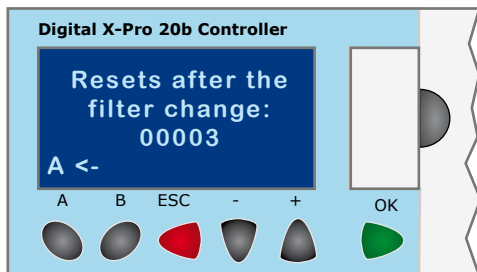 Digital X-Pro 20b Controller
Resets after the
filter change:
00003
A <-
A B ESC - + OK